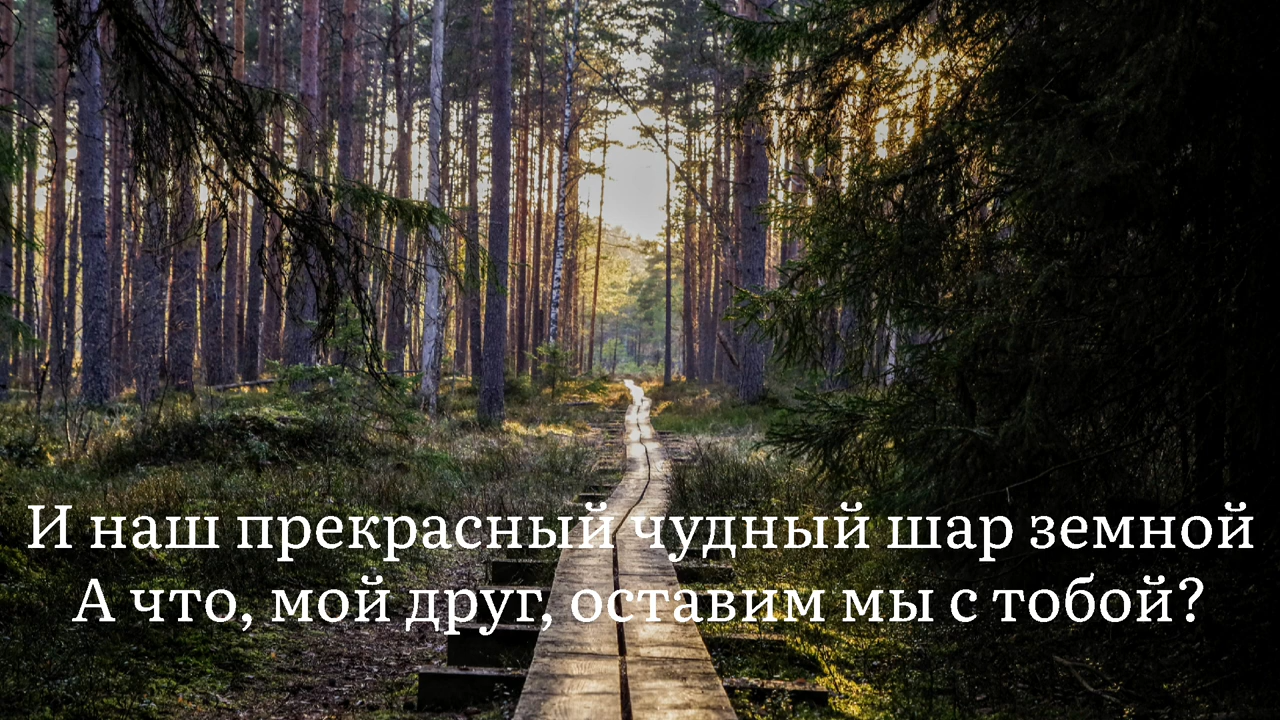 И наш прекрасный чудный шар земной
А что, мой друг, оставим мы с тобой?